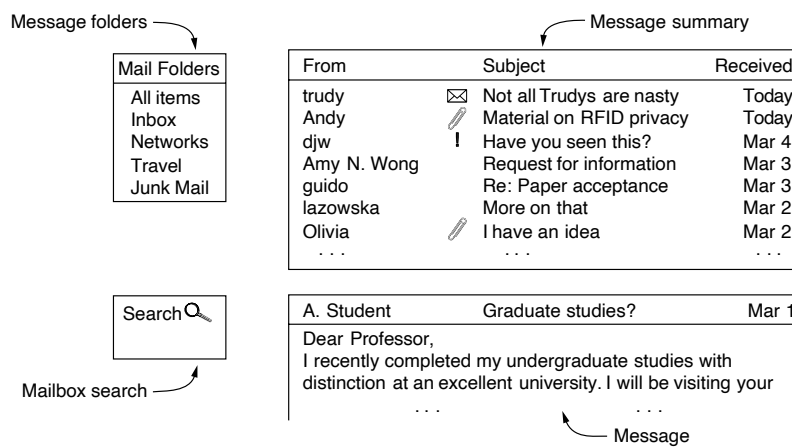 Message folders
Message summary
Mail Folders
All items
Inbox
Networks
Travel
Junk Mail
From Subject Received
trudy Not all Trudys are nasty Today
Andy Material on RFID privacy Today
djw ! Have you seen this? Mar 4
Amy N. Wong Request for information Mar 3
guido Re: Paper acceptance Mar 3
lazowska More on that Mar 2
Olivia I have an idea Mar 2
. . . . . . . . .
Search
Mailbox search
A. Student Graduate studies? Mar 1
Dear Professor,
I recently completed my undergraduate studies with
distinction at an excellent university. I will be visiting your
. . . . . .
Message